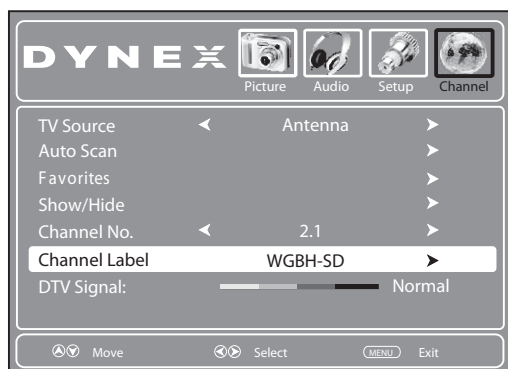 DYNEX
Picture Audio Setup Channel
TV Source Antenna
Auto Scan
Favorites
Show/Hide
Channel No. 2.1
Channel Label WGBH-SD
DTV Signal: Normal
Move Select MENU Exit